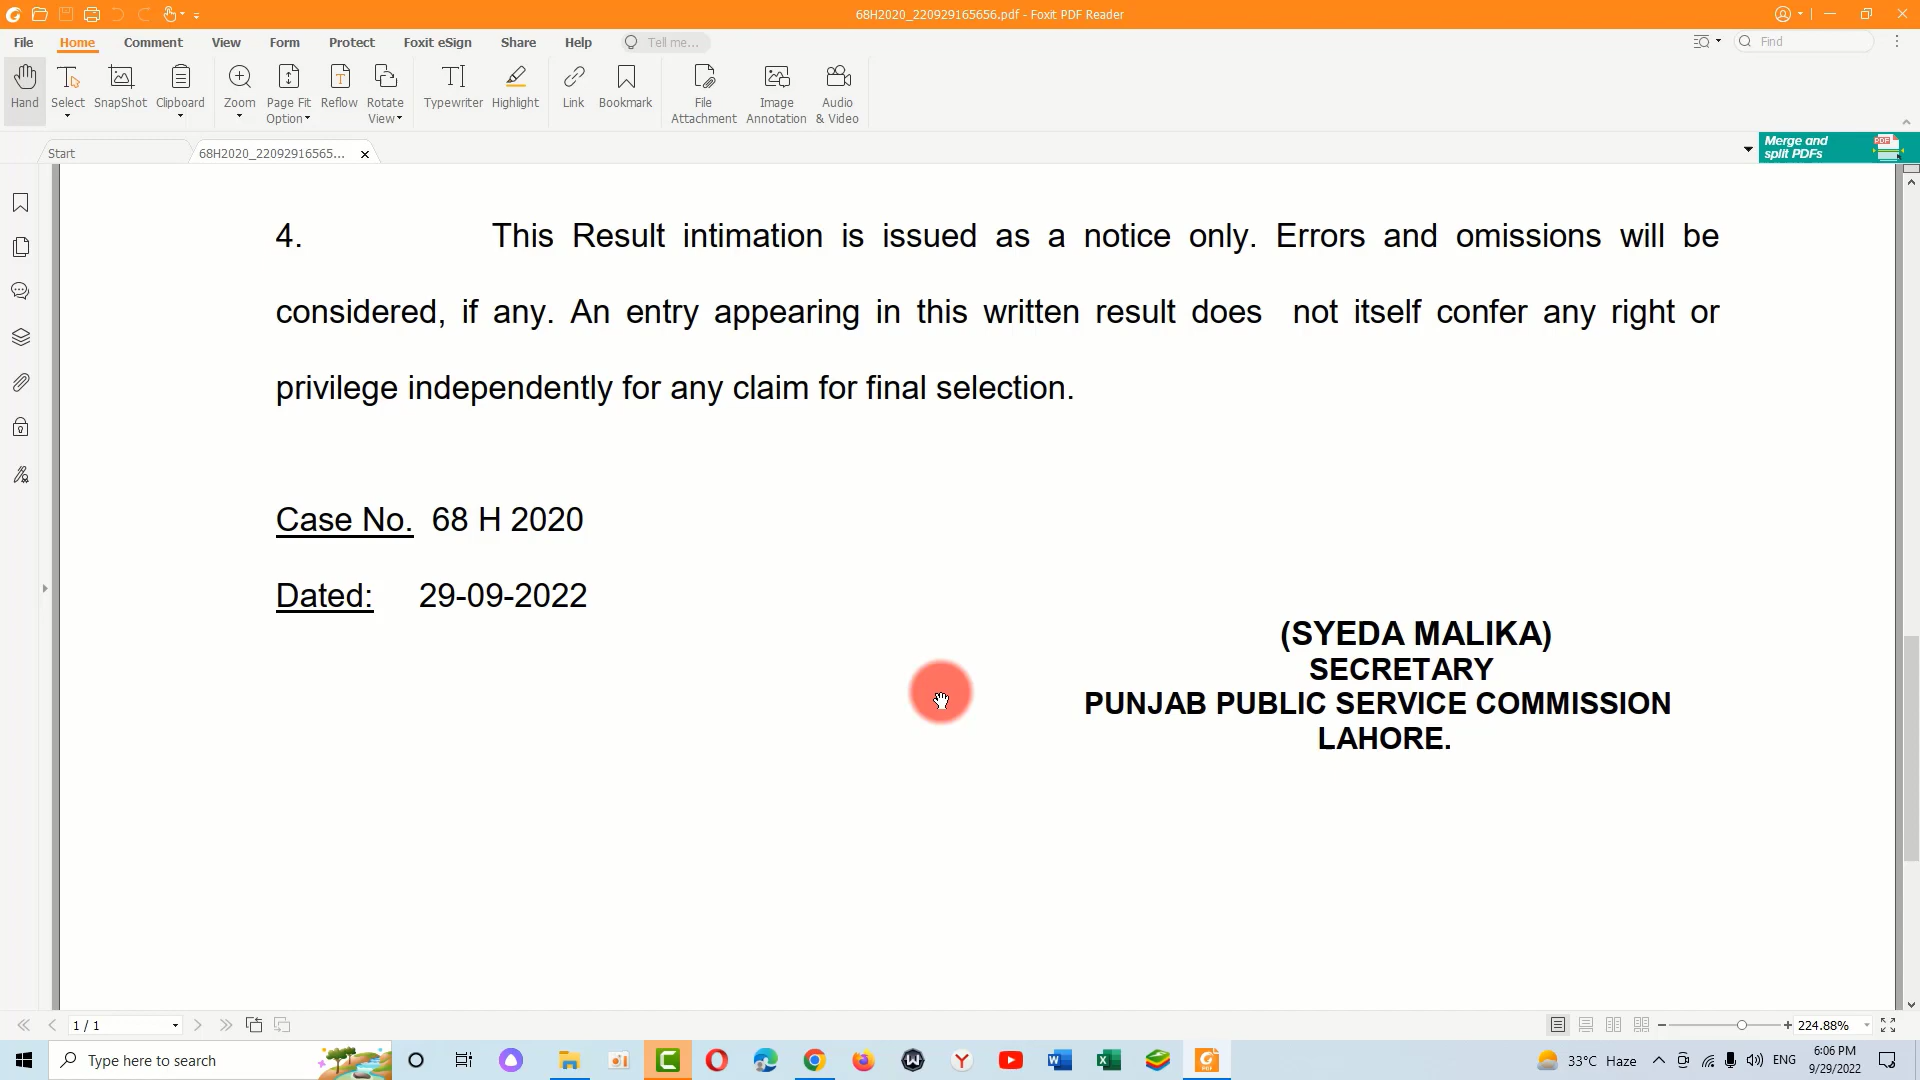 68H2020_220929165656.pdf - Foxit PDF Reader
File Home Comment View Form Protect Foxit eSign Share Help Tell me... Find
Hand Select SnapShot Clipboard Zoom Page Fit Option Reflow Rotate View Typewriter Highlight Link Bookmark File Attachment Image Annotation Audio & Video
Start 68H2020_22092916565... Merge and split PDFs
4. This Result intimation is issued as a notice only. Errors and omissions will be
considered, if any. An entry appearing in this written result does not itself confer any right or
privilege independently for any claim for final selection.
Case No. 68 H 2020
Dated: 29-09-2022
(SYEDA MALIKA)
SECRETARY
PUNJAB PUBLIC SERVICE COMMISSION
LAHORE.
1 / 1 224.88%
Type here to search 33°C Haze ENG 6:06 PM
9/29/2022